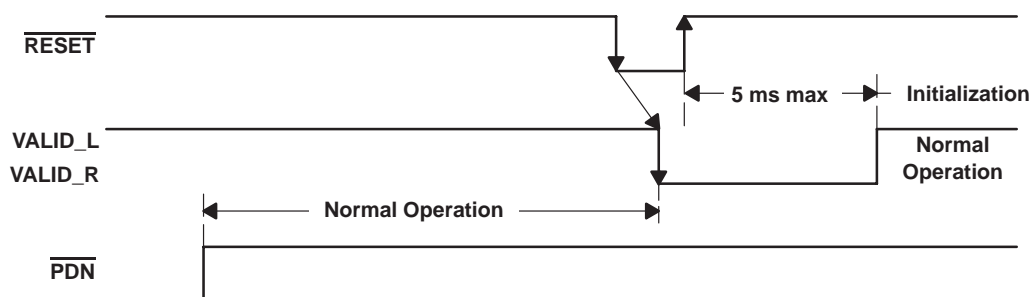 RESET
5 ms max
Initialization
VALID_L
VALID_R
Normal
Operation
Normal Operation
PDN